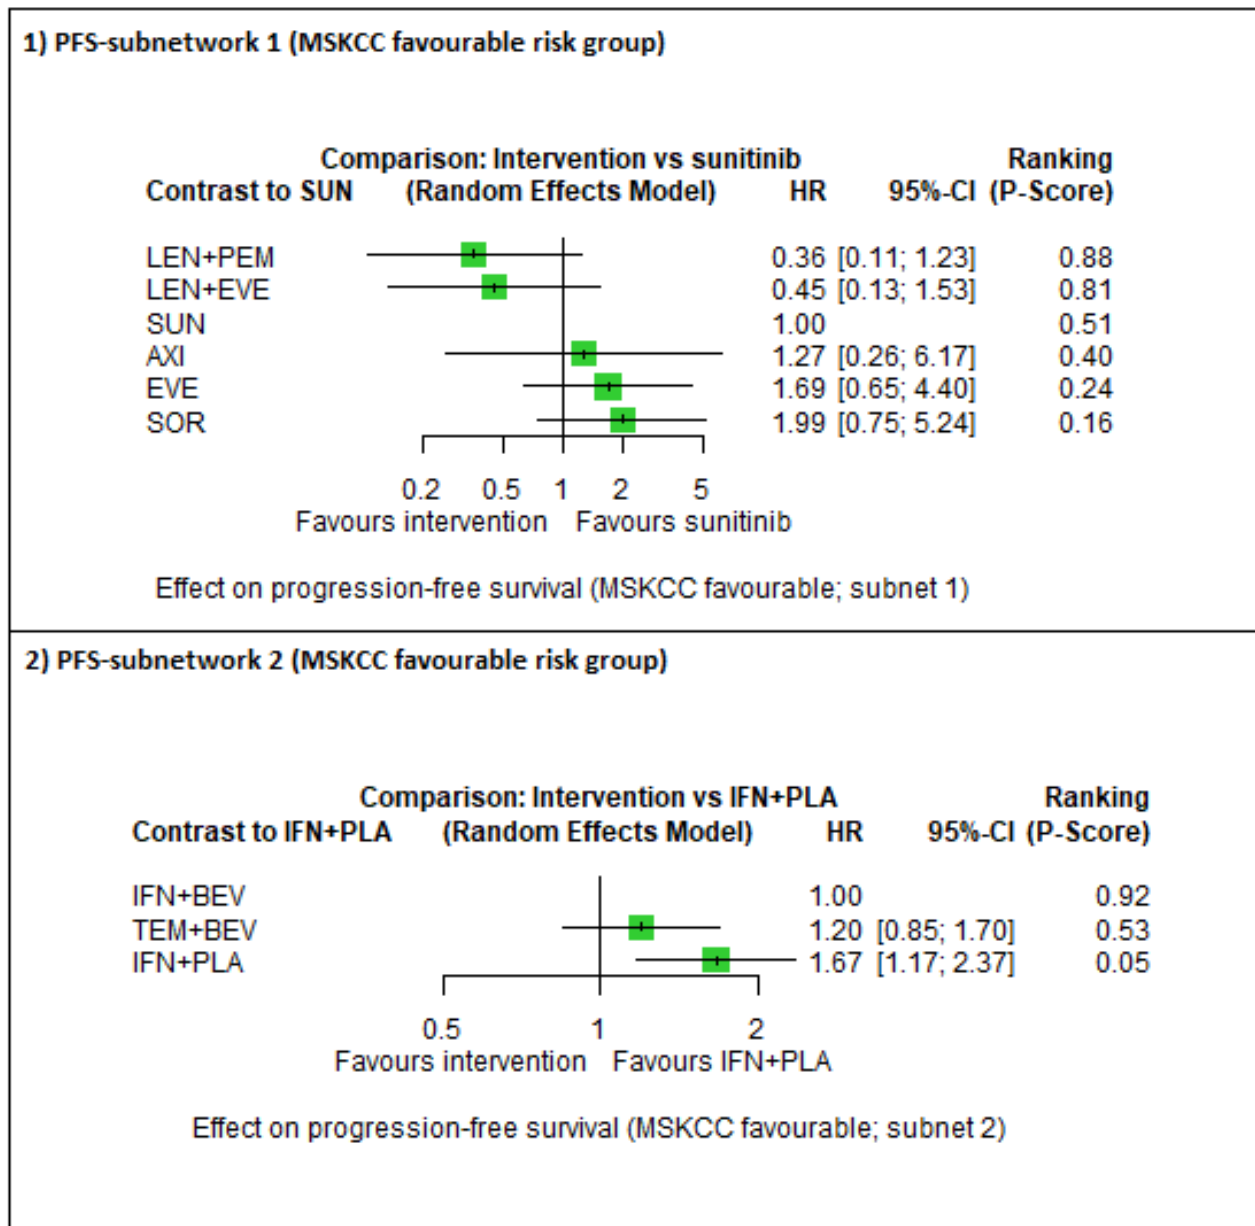 1) PFS-subnetwork 1 (MSKCC favourable risk group)
Comparison: Intervention vs sunitinib Ranking
Contrast to SUN (Random Effects Model) HR 95%-CI (P-Score)
LEN+PEM 0.36 [0.11; 1.23] 0.88
LEN+EVE 0.45 [0.13; 1.53] 0.81
SUN 1.00 0.51
AXI 1.27 [0.26; 6.17] 0.40
EVE 1.69 [0.65; 4.40] 0.24
SOR 1.99 [0.75; 5.24] 0.16
0.2 0.5 1 2 5
Favours intervention Favours sunitinib
Effect on progression-free survival (MSKCC favourable; subnet 1)
2) PFS-subnetwork 2 (MSKCC favourable risk group)
Comparison: Intervention vs IFN+PLA Ranking
Contrast to IFN+PLA (Random Effects Model) HR 95%-CI (P-Score)
IFN+BEV 1.00 0.92
TEM+BEV 1.20 [0.85; 1.70] 0.53
IFN+PLA 1.67 [1.17; 2.37] 0.05
0.5 1 2
Favours intervention Favours IFN+PLA
Effect on progression-free survival (MSKCC favourable; subnet 2)